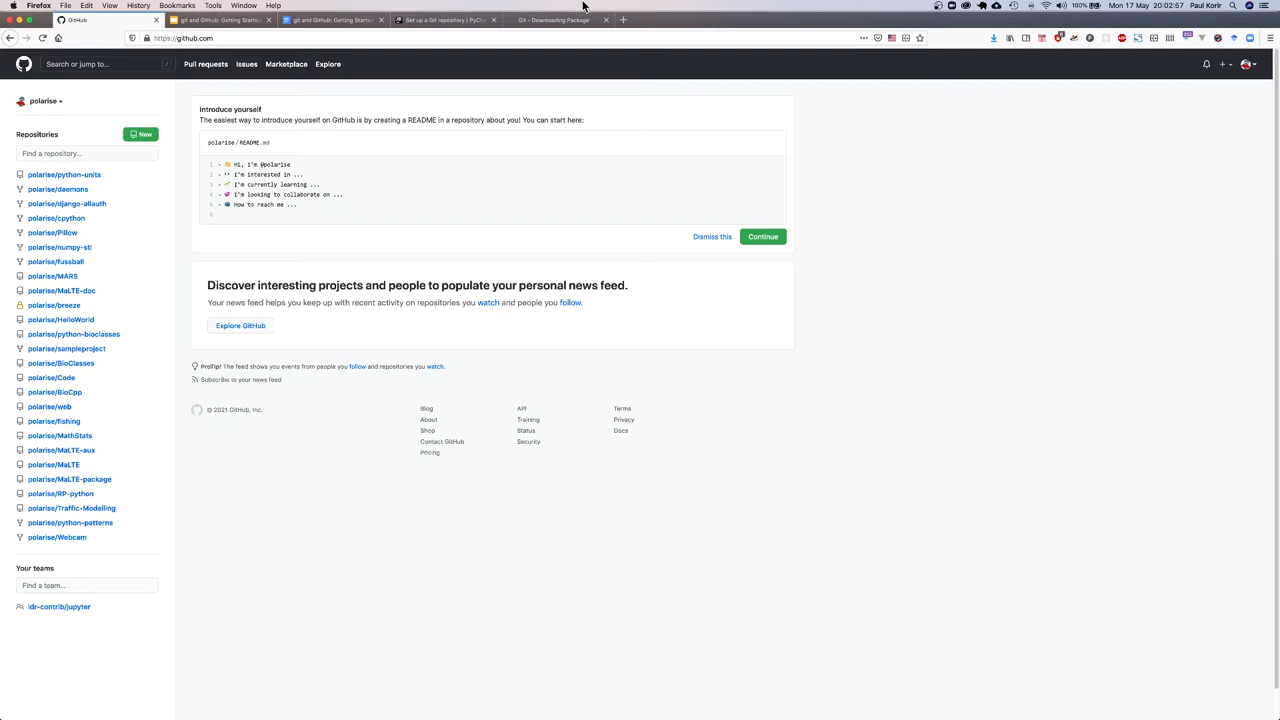 Firefox File Edit View History Bookmarks Tools Window Help 100% Paul Korir Mon 17 May 20:02:57
GitHub git and Github: Getting Started git and Github: Getting Started Set up a Git repository | PyCha Git - Downloading Package
https://github.com
Search or jump to... / Pull requests Issues Marketplace Explore
polarise
Repositories New
Find a repository...
polarise/python-units
polarise/daemons
polarise/django-allauth
polarise/cpython
polarise/Pillow
polarise/numpy-stl
polarise/fussball
polarise/MARS
polarise/MaLTE-doc
polarise/breeze
polarise/HelloWorld
polarise/python-bioclasses
polarise/sampleproject
polarise/BioClasses
polarise/Code
polarise/BioCpp
polarise/web
polarise/fishing
polarise/MathStats
polarise/MaLTE-aux
polarise/MaLTE
polarise/MaLTE-package
polarise/RP-python
polarise/Traffic-Modelling
polarise/python-patterns
polarise/Webcam
Your teams
Find a team...
idr-contrib/jupyter
Introduce yourself
The easiest way to introduce yourself on GitHub is by creating a README in a repository about you! You can start here:
polarise / README.md
1 - 👋 Hi, I'm @polarise
2 - 👀 I'm interested in ...
3 - 🌱 I'm currently learning ...
4 - 💞️ I'm looking to collaborate on ...
5 - 📫 How to reach me ...
6
Dismiss this Continue
Discover interesting projects and people to populate your personal news feed.
Your news feed helps you keep up with recent activity on repositories you watch and people you follow.
Explore GitHub
ProTip! The feed shows you events from people you follow and repositories you watch.
Subscribe to your news feed
© 2021 GitHub, Inc.
Blog
About
Shop
Contact GitHub
Pricing
API
Training
Status
Security
Terms
Privacy
Docs